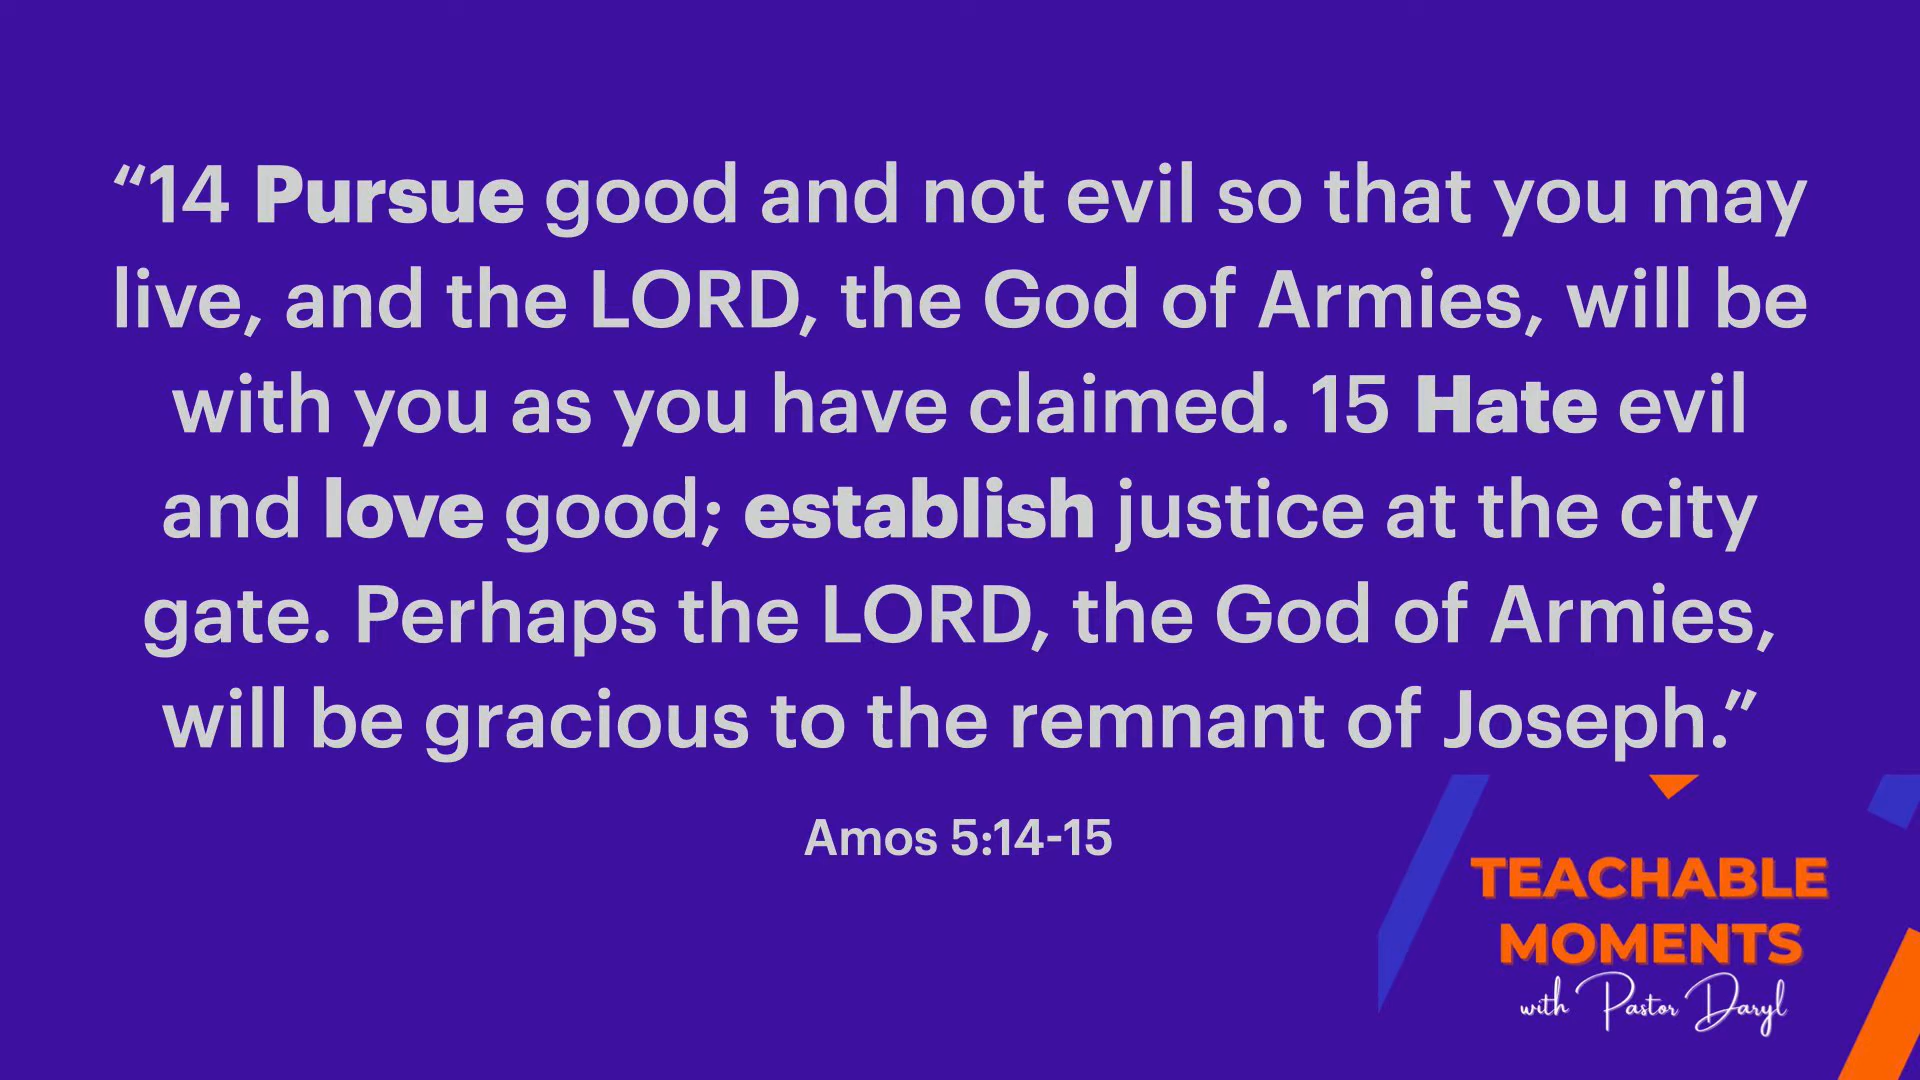 “14 Pursue good and not evil so that you may
live, and the LORD, the God of Armies, will be
with you as you have claimed. 15 Hate evil
and love good; establish justice at the city
gate. Perhaps the LORD, the God of Armies,
will be gracious to the remnant of Joseph.”
Amos 5:14-15
TEACHABLE
MOMENTS
with Pastor Daryl